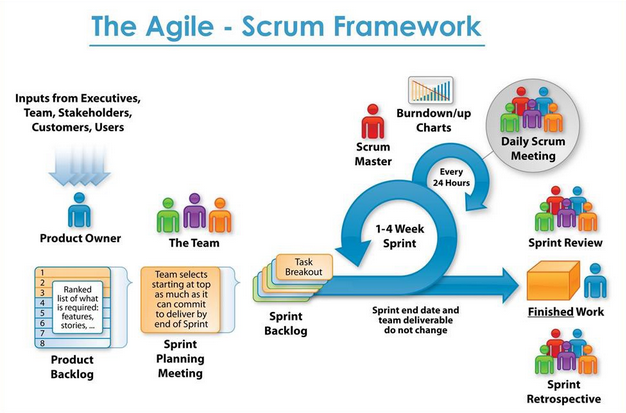 The Agile - Scrum Framework
Inputs from Executives,
Team, Stakeholders,
Customers, Users
Product Owner
The Team
1
2
3
4
5
6
7
8
Ranked
list of what
is required:
features,
stories, ...
Product
Backlog
Team selects
starting at top
as much as it
can commit
to deliver by
end of Sprint
Sprint
Planning
Meeting
Task
Breakout
Sprint
Backlog
Scrum
Master
Burndown/up
Charts
Every
24 Hours
1-4 Week
Sprint
Daily Scrum
Meeting
Sprint end date and
team deliverable
do not change
Sprint Review
Finished Work
Sprint
Retrospective